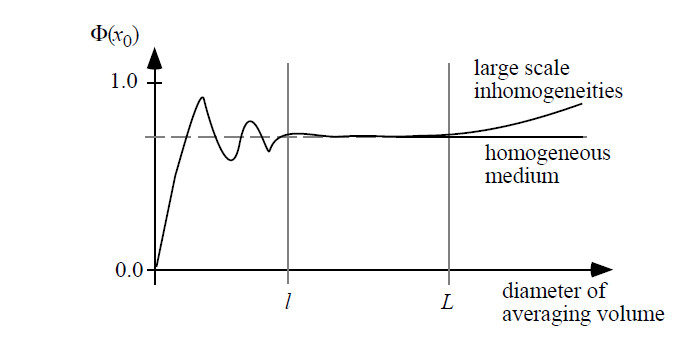 Φ(x₀)
1.0
large scale
inhomogeneities
homogeneous
medium
0.0
l
L
diameter of
averaging volume